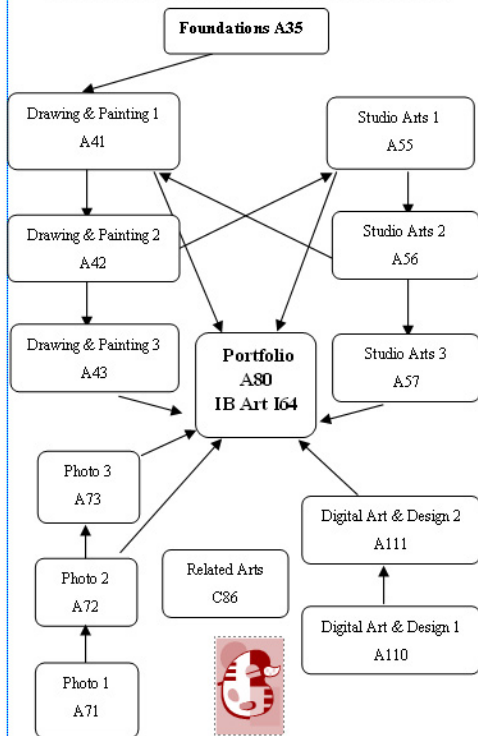 Foundations A35
Drawing & Painting 1
A41
Studio Arts 1
A55
Drawing & Painting 2
A42
Studio Arts 2
A56
Drawing & Painting 3
A43
Portfolio
A80
IB Art I64
Studio Arts 3
A57
Photo 3
A73
Digital Art & Design 2
A111
Photo 2
A72
Related Arts
C86
Digital Art & Design 1
A110
Photo 1
A71